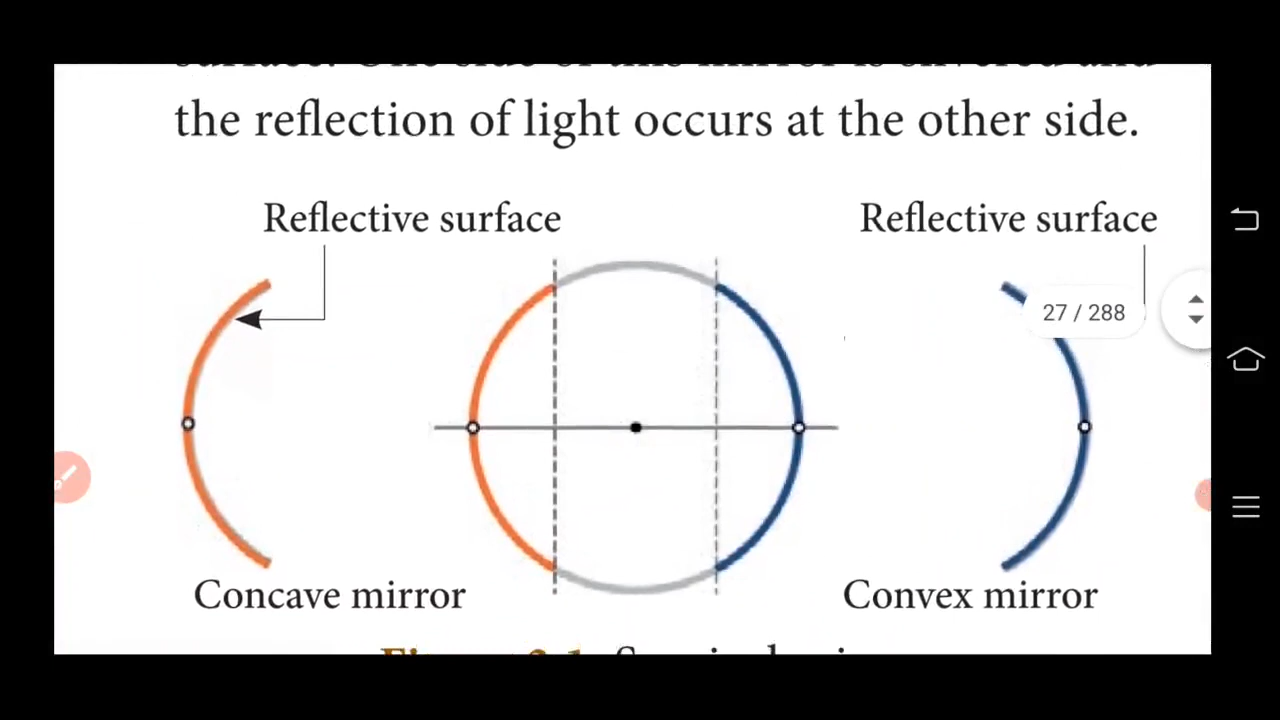 the reflection of light occurs at the other side.
Reflective surface
Reflective surface
27 / 288
Concave mirror
Convex mirror